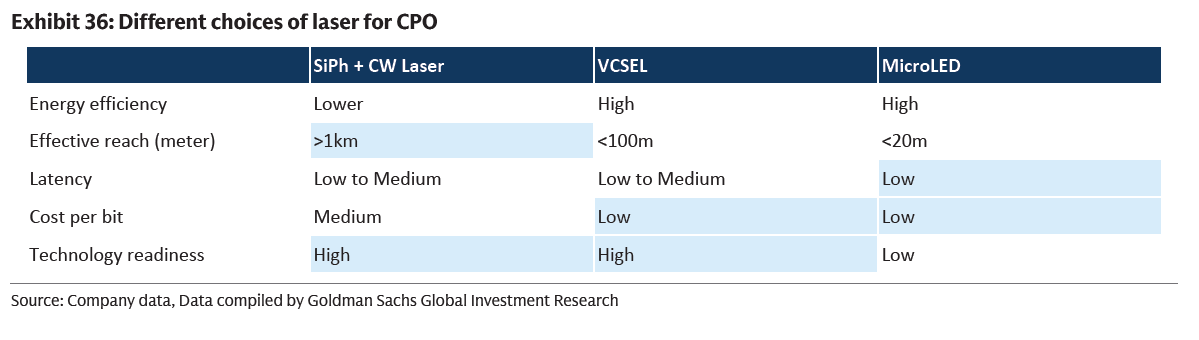 Exhibit 36: Different choices of laser for CPO
SiPh + CW Laser VCSEL MicroLED
Energy efficiency Lower High High
Effective reach (meter) >1km <100m <20m
Latency Low to Medium Low to Medium Low
Cost per bit Medium Low Low
Technology readiness High High Low
Source: Company data, Data compiled by Goldman Sachs Global Investment Research